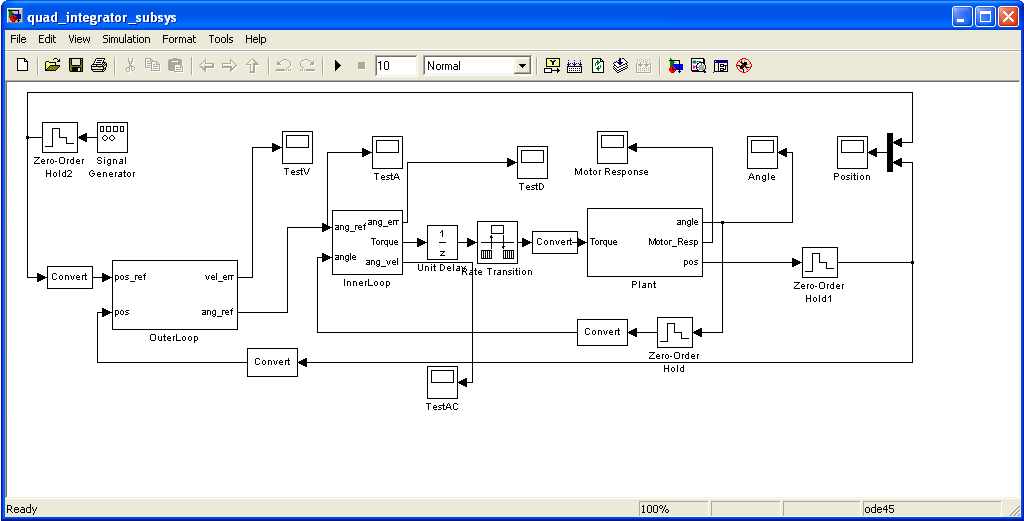 quad_integrator_subsys
File Edit View Simulation Format Tools Help
10 Normal
Zero-Order
Hold2
Signal
Generator
TestV
TestA
TestD
Motor Response
Angle
Position
ang_ref
angle
ang_err
Torque
ang_vel
InnerLoop
1
z
Unit Delay
Rate Transition
Convert
Torque
angle
Motor_Resp
pos
Plant
Zero-Order
Hold1
Convert
pos_ref
pos
vel_err
ang_ref
OuterLoop
Convert
Zero-Order
Hold
Convert
TestAC
Ready 100% ode45